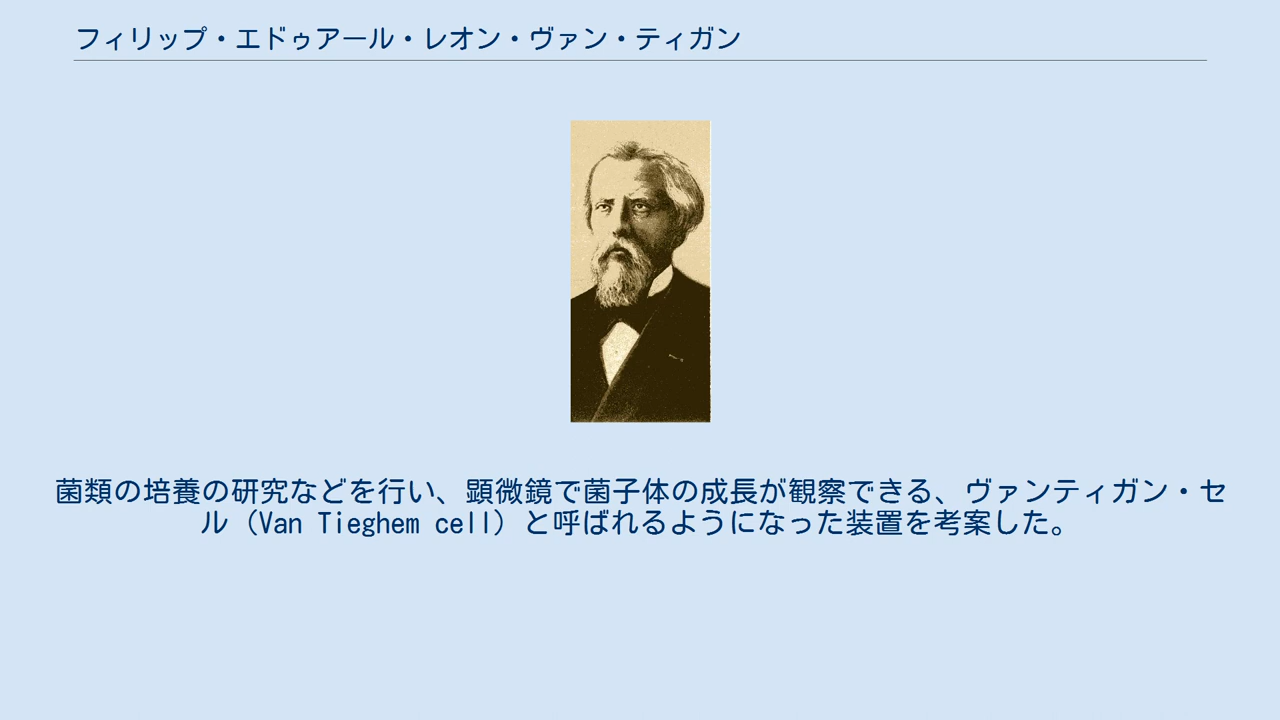 フィリップ・エドゥアール・レオン・ヴァン・ティガン
菌類の培養の研究などを行い、顕微鏡で菌子体の成長が観察できる、ヴァンティガン・セ
ル（Van Tieghem cell）と呼ばれるようになった装置を考案した。